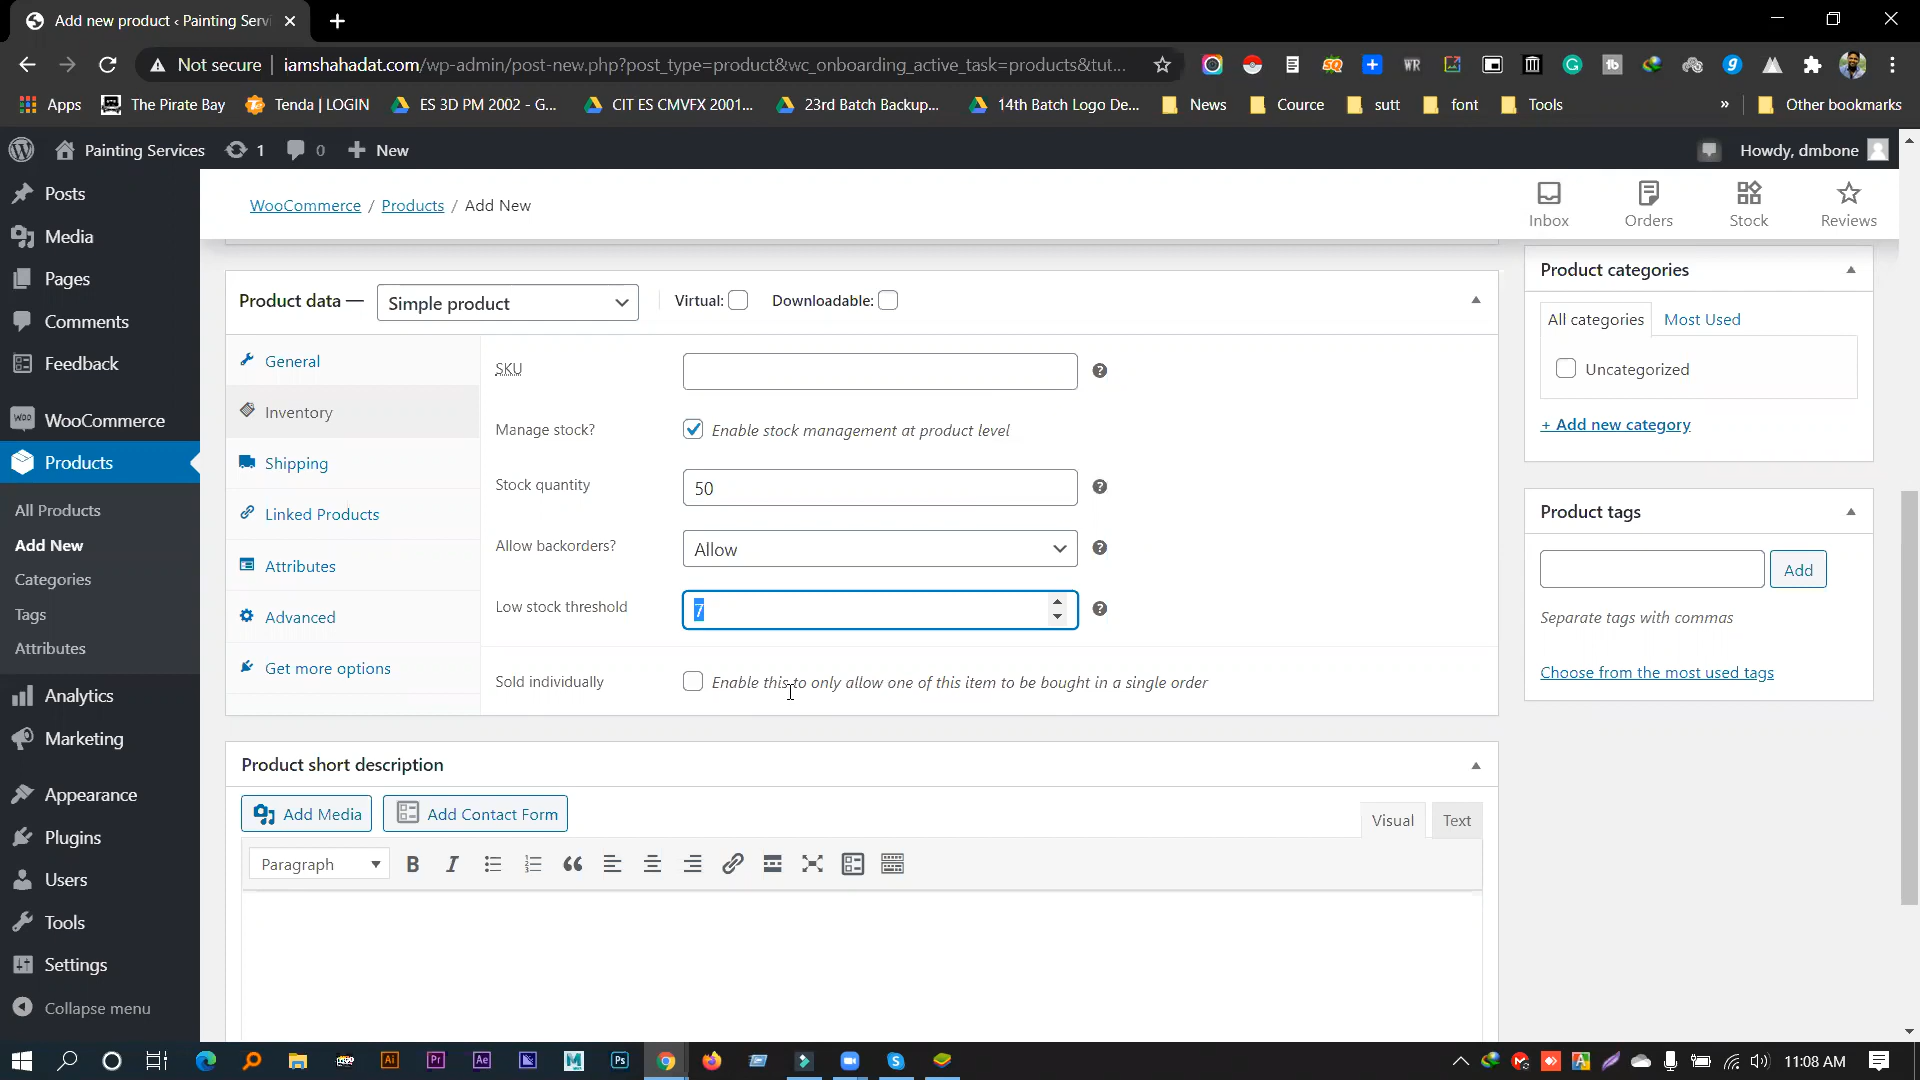 Add new product ‹ Painting Servi
Not secure
iamshahadat.com/wp-admin/post-new.php?post_type=product&wc_onboarding_active_task=products&tut...
Apps
The Pirate Bay
Tenda | LOGIN
ES 3D PM 2002 - G...
CIT ES CMVFX 2001...
23rd Batch Backup...
14th Batch Logo De...
News
Cource
sutt
font
Tools
»
Other bookmarks
Painting Services
1
0
New
Howdy, dmbone
Posts
Media
Pages
Comments
Feedback
WooCommerce
Products
All Products
Add New
Categories
Tags
Attributes
Analytics
Marketing
Appearance
Plugins
Users
Tools
Settings
Collapse menu
WooCommerce / Products / Add New
Inbox
Orders
Stock
Reviews
Product data —
Simple product
Virtual:
Downloadable:
General
Inventory
Shipping
Linked Products
Attributes
Advanced
Get more options
SKU
Manage stock?
Enable stock management at product level
Stock quantity
50
Allow backorders?
Allow
Low stock threshold
7
Sold individually
Enable this to only allow one of this item to be bought in a single order
Product short description
Add Media
Add Contact Form
Visual
Text
Paragraph
B
I
Product categories
All categories
Most Used
Uncategorized
+ Add new category
Product tags
Add
Separate tags with commas
Choose from the most used tags
11:08 AM